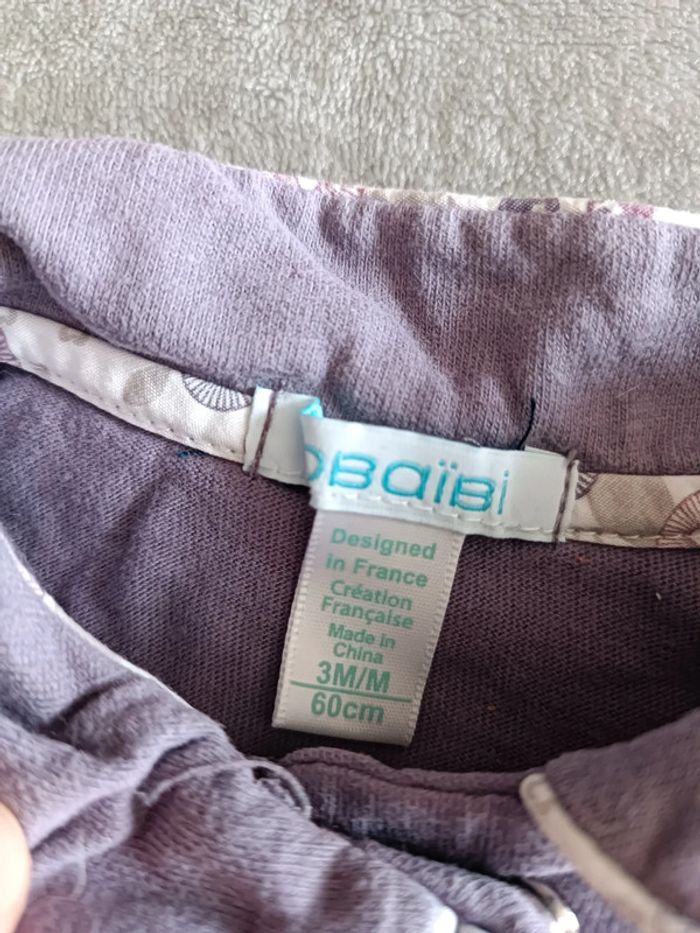 OBaïBi
Designed
in France
Création
Française
Made in
China
3M/M
60cm